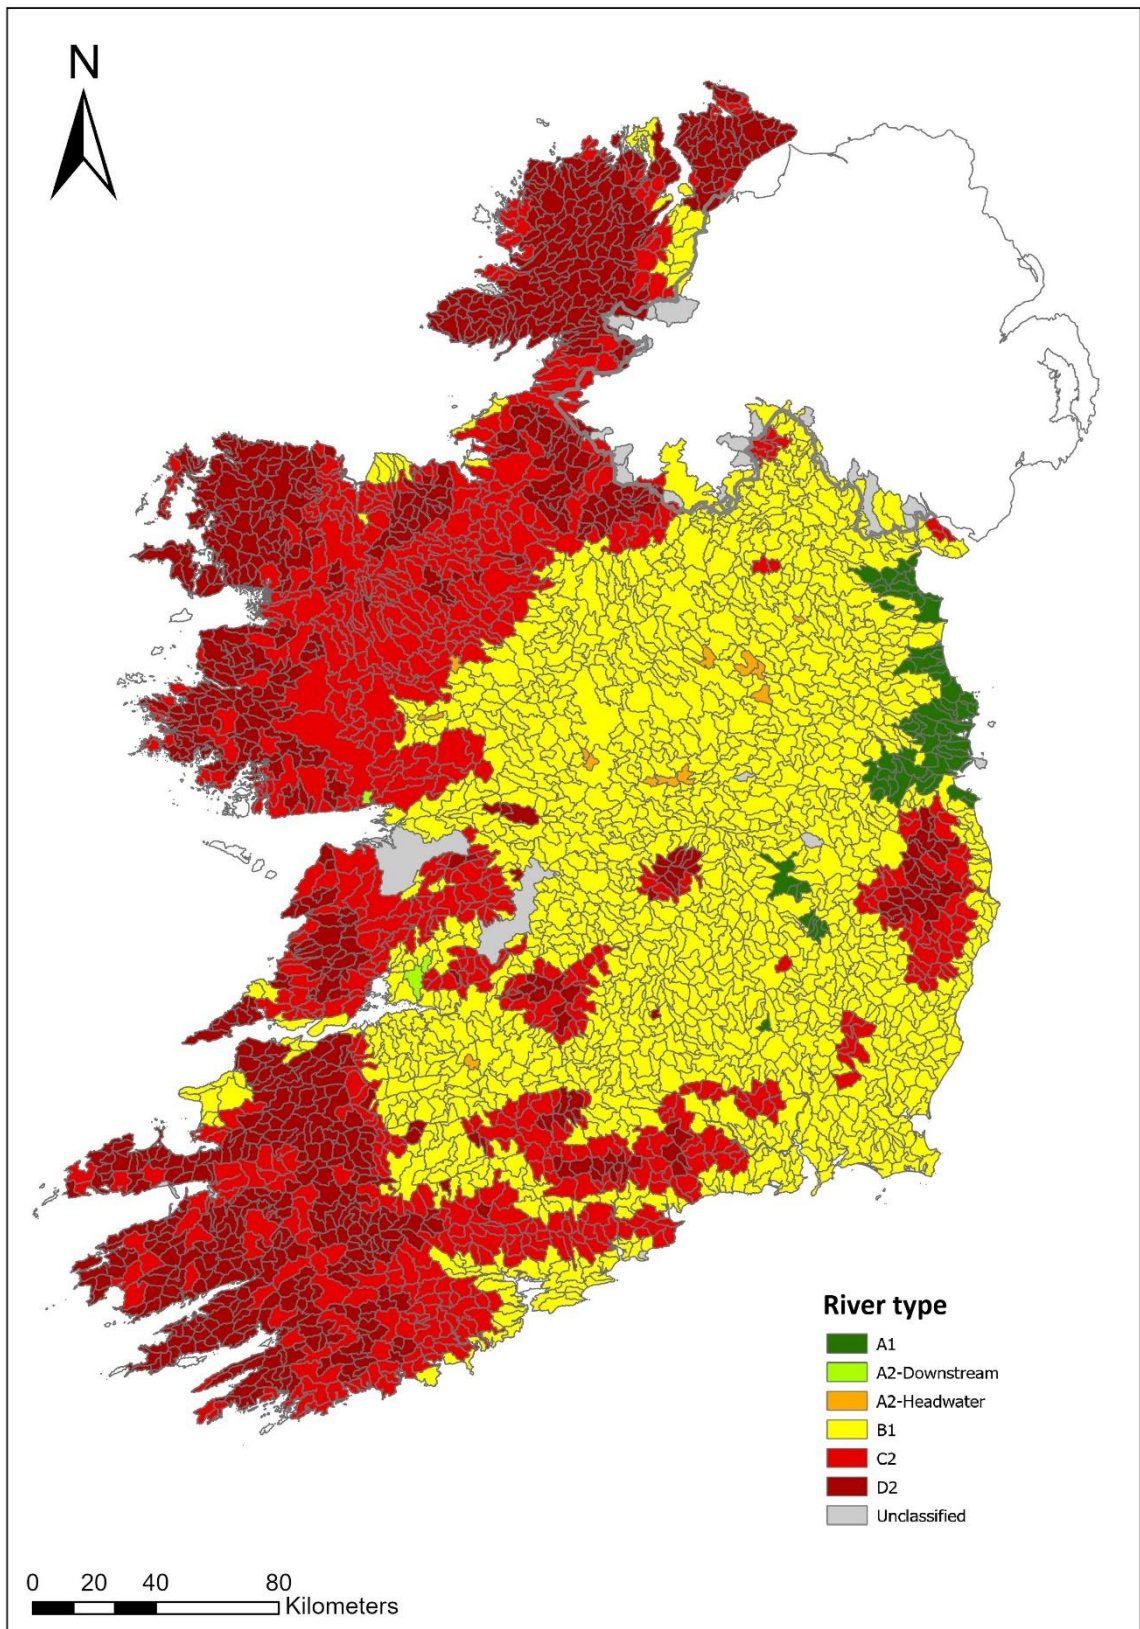 N
River type
A1
A2-Downstream
A2-Headwater
B1
C2
D2
Unclassified
0 20 40 80
Kilometers